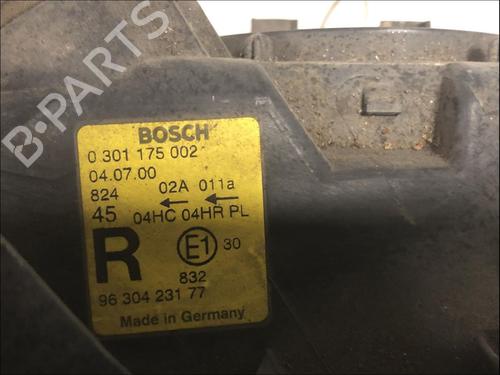 B-PARTS
BOSCH
0 301 175 002
04.07.00
824 02A 011a
45 04HC 04HR PL
R E1 30
832
96 304 231 77
Made in Germany